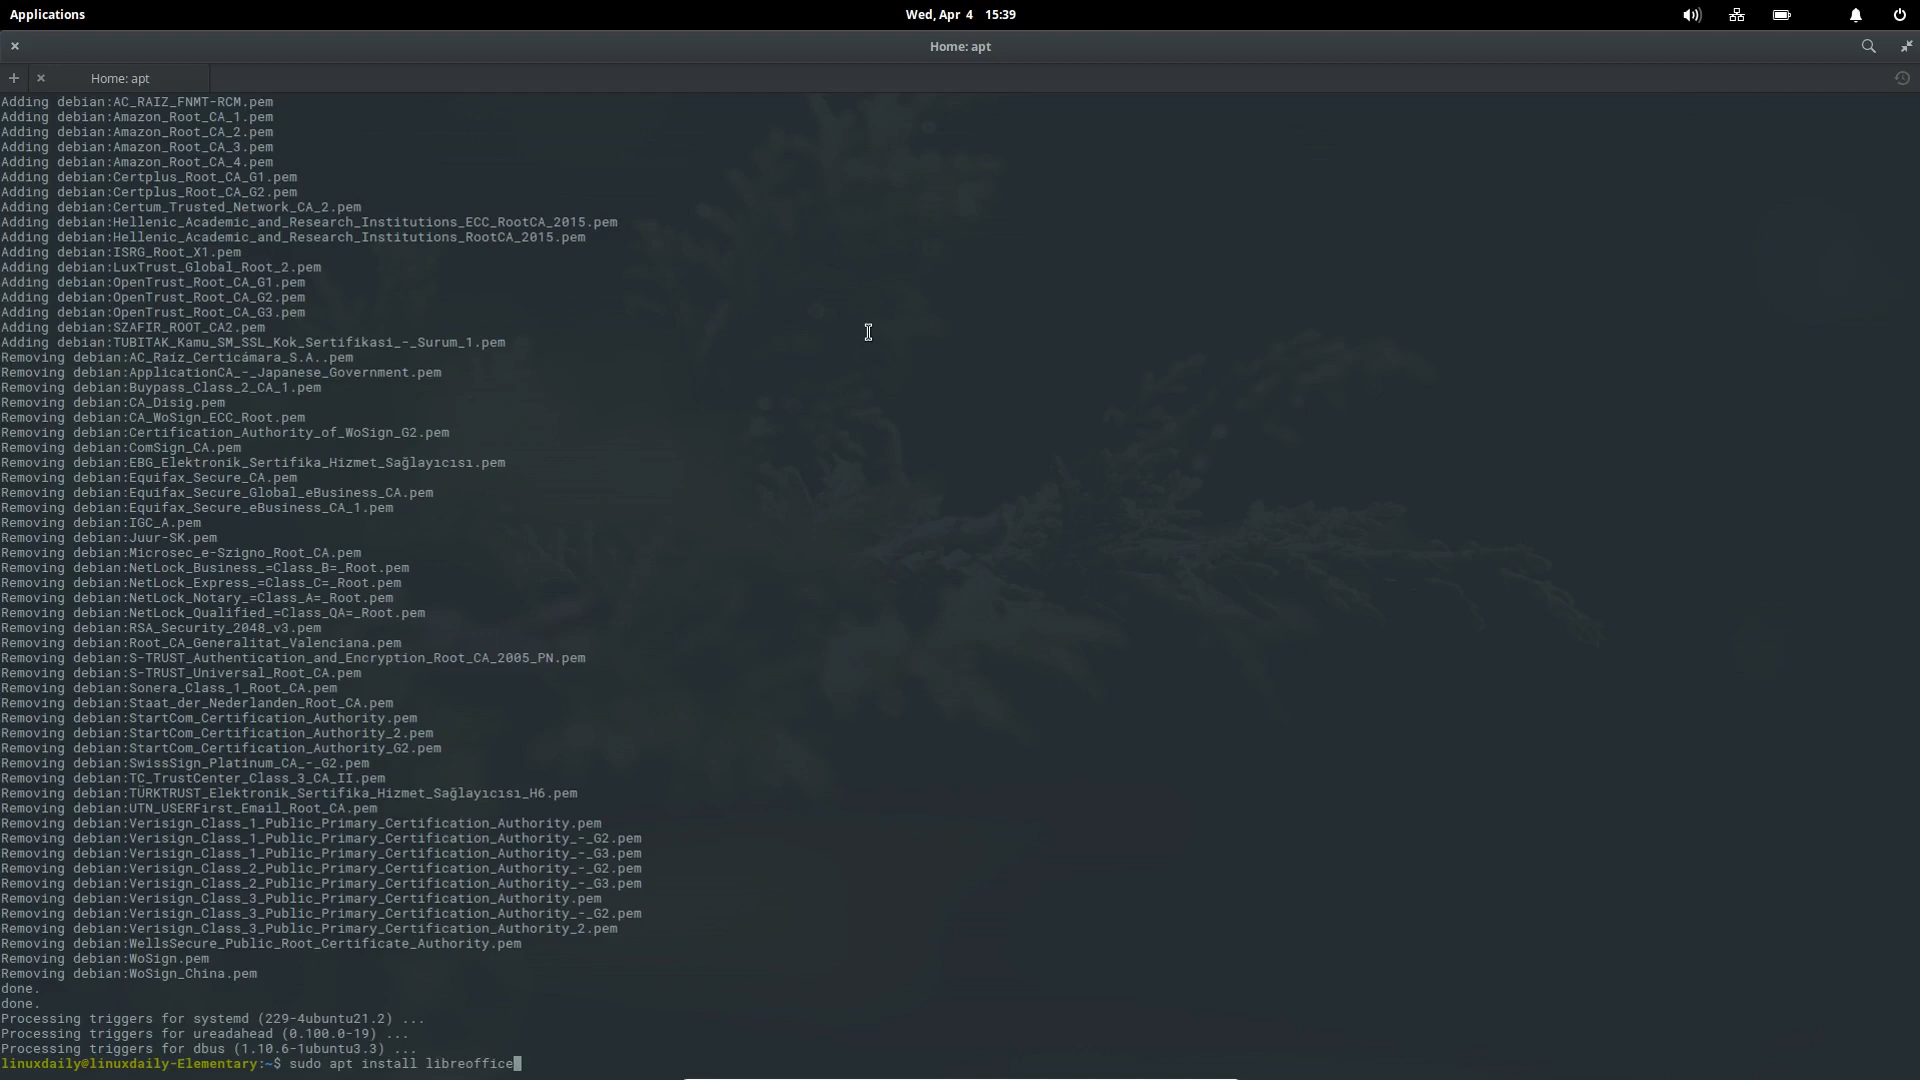 Applications
Wed, Apr 4 15:39
Home: apt
Home: apt
Adding debian:AC_RAIZ_FNMT-RCM.pem
Adding debian:Amazon_Root_CA_1.pem
Adding debian:Amazon_Root_CA_2.pem
Adding debian:Amazon_Root_CA_3.pem
Adding debian:Amazon_Root_CA_4.pem
Adding debian:Certplus_Root_CA_G1.pem
Adding debian:Certplus_Root_CA_G2.pem
Adding debian:Certum_Trusted_Network_CA_2.pem
Adding debian:Hellenic_Academic_and_Research_Institutions_ECC_RootCA_2015.pem
Adding debian:Hellenic_Academic_and_Research_Institutions_RootCA_2015.pem
Adding debian:ISRG_Root_X1.pem
Adding debian:LuxTrust_Global_Root_2.pem
Adding debian:OpenTrust_Root_CA_G1.pem
Adding debian:OpenTrust_Root_CA_G2.pem
Adding debian:OpenTrust_Root_CA_G3.pem
Adding debian:SZAFIR_ROOT_CA2.pem
Adding debian:TUBITAK_Kamu_SM_SSL_Kok_Sertifikasi_-_Surum_1.pem
Removing debian:AC_Raíz_Certicámara_S.A..pem
Removing debian:ApplicationCA_-_Japanese_Government.pem
Removing debian:Buypass_Class_2_CA_1.pem
Removing debian:CA_Disig.pem
Removing debian:CA_WoSign_ECC_Root.pem
Removing debian:Certification_Authority_of_WoSign_G2.pem
Removing debian:ComSign_CA.pem
Removing debian:EBG_Elektronik_Sertifika_Hizmet_Sağlayıcısı.pem
Removing debian:Equifax_Secure_CA.pem
Removing debian:Equifax_Secure_Global_eBusiness_CA.pem
Removing debian:Equifax_Secure_eBusiness_CA_1.pem
Removing debian:IGC_A.pem
Removing debian:Juur-SK.pem
Removing debian:Microsec_e-Szigno_Root_CA.pem
Removing debian:NetLock_Business_=Class_B=_Root.pem
Removing debian:NetLock_Express_=Class_C=_Root.pem
Removing debian:NetLock_Notary_=Class_A=_Root.pem
Removing debian:NetLock_Qualified_=Class_QA=_Root.pem
Removing debian:RSA_Security_2048_v3.pem
Removing debian:Root_CA_Generalitat_Valenciana.pem
Removing debian:S-TRUST_Authentication_and_Encryption_Root_CA_2005_PN.pem
Removing debian:S-TRUST_Universal_Root_CA.pem
Removing debian:Sonera_Class_1_Root_CA.pem
Removing debian:Staat_der_Nederlanden_Root_CA.pem
Removing debian:StartCom_Certification_Authority.pem
Removing debian:StartCom_Certification_Authority_2.pem
Removing debian:StartCom_Certification_Authority_G2.pem
Removing debian:SwissSign_Platinum_CA_-_G2.pem
Removing debian:TC_TrustCenter_Class_3_CA_II.pem
Removing debian:TÜRKTRUST_Elektronik_Sertifika_Hizmet_Sağlayıcısı_H6.pem
Removing debian:UTN_USERFirst_Email_Root_CA.pem
Removing debian:Verisign_Class_1_Public_Primary_Certification_Authority.pem
Removing debian:Verisign_Class_1_Public_Primary_Certification_Authority_-_G2.pem
Removing debian:Verisign_Class_1_Public_Primary_Certification_Authority_-_G3.pem
Removing debian:Verisign_Class_2_Public_Primary_Certification_Authority_-_G2.pem
Removing debian:Verisign_Class_2_Public_Primary_Certification_Authority_-_G3.pem
Removing debian:Verisign_Class_3_Public_Primary_Certification_Authority.pem
Removing debian:Verisign_Class_3_Public_Primary_Certification_Authority_-_G2.pem
Removing debian:Verisign_Class_3_Public_Primary_Certification_Authority_2.pem
Removing debian:WellsSecure_Public_Root_Certificate_Authority.pem
Removing debian:WoSign.pem
Removing debian:WoSign_China.pem
done.
done.
Processing triggers for systemd (229-4ubuntu21.2) ...
Processing triggers for ureadahead (0.100.0-19) ...
Processing triggers for dbus (1.10.6-1ubuntu3.3) ...
linuxdaily@linuxdaily-Elementary:~$ sudo apt install libreoffice